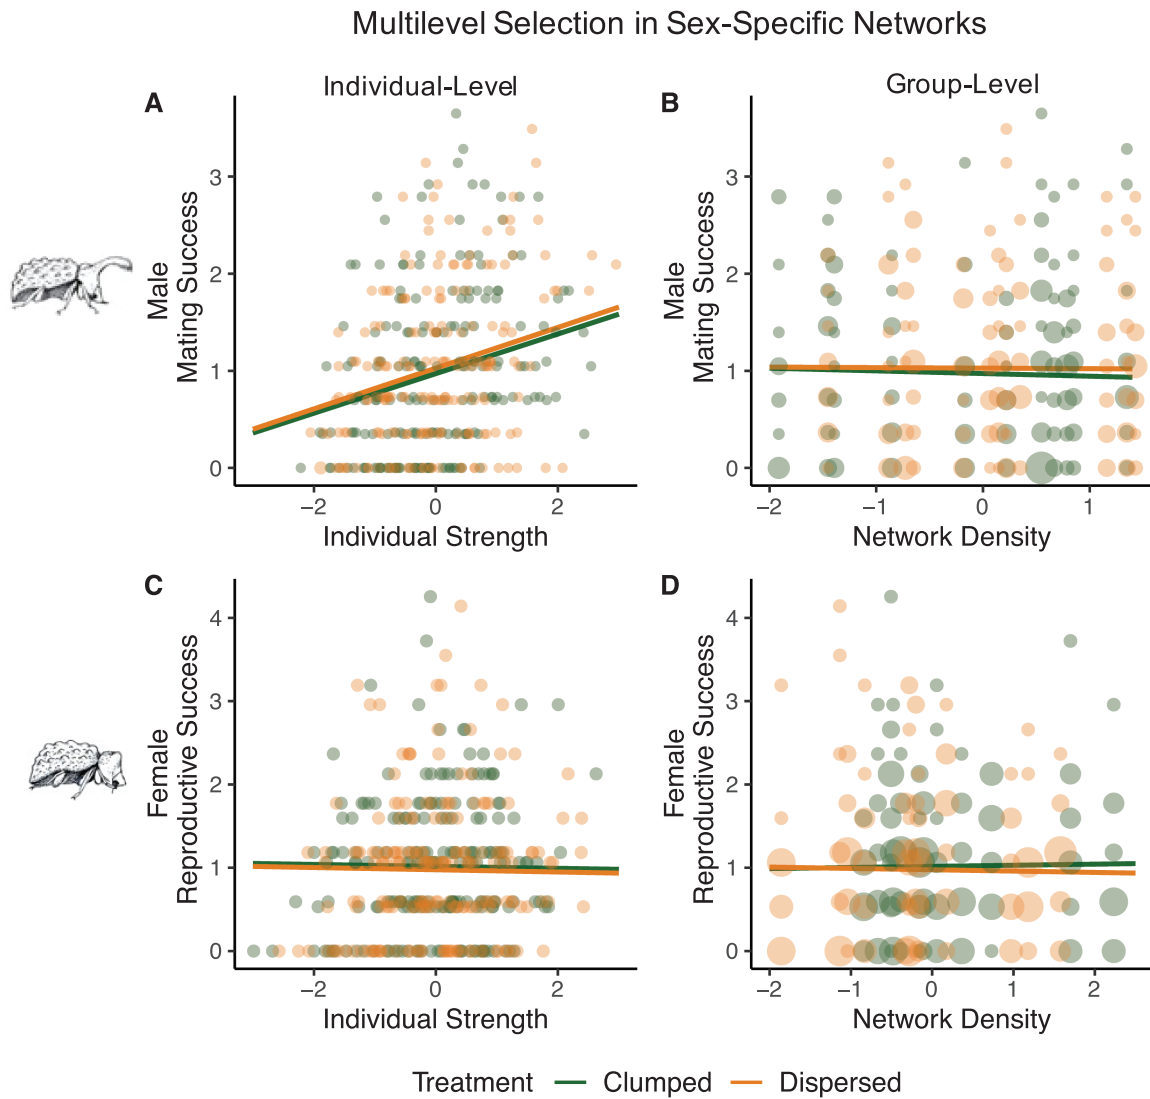 Multilevel Selection in Sex-Specific Networks
Individual-Level
Group-Level
A
B
Male
Mating Success
3
2
1
0
−2
0
2
Individual Strength
Male
Mating Success
3
2
1
0
−2
−1
0
1
Network Density
C
D
Female
Reproductive Success
4
3
2
1
0
−2
0
2
Individual Strength
Female
Reproductive Success
4
3
2
1
0
−2
−1
0
1
2
Network Density
Treatment Clumped Dispersed